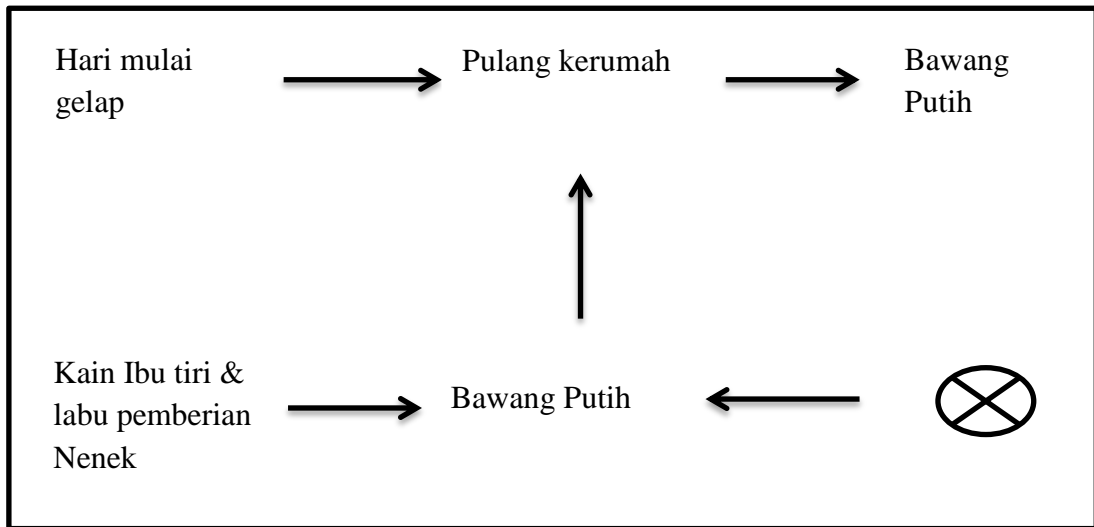 Hari mulai
gelap
Pulang kerumah
Bawang
Putih
Kain Ibu tiri &
labu pemberian
Nenek
Bawang Putih